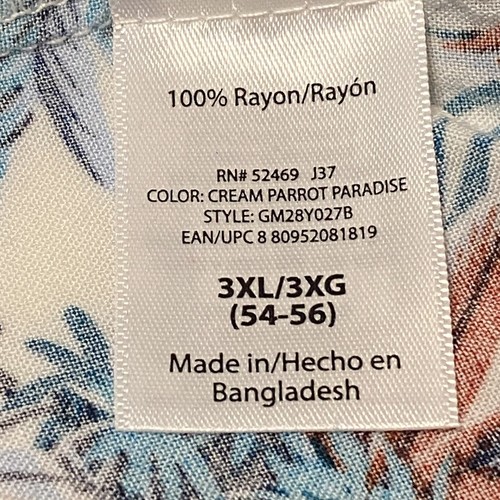 100% Rayon/Rayón
RN# 52469 J37
COLOR: CREAM PARROT PARADISE
STYLE: GM28Y027B
EAN/UPC 8 80952081819
3XL/3XG
(54-56)
Made in/Hecho en
Bangladesh